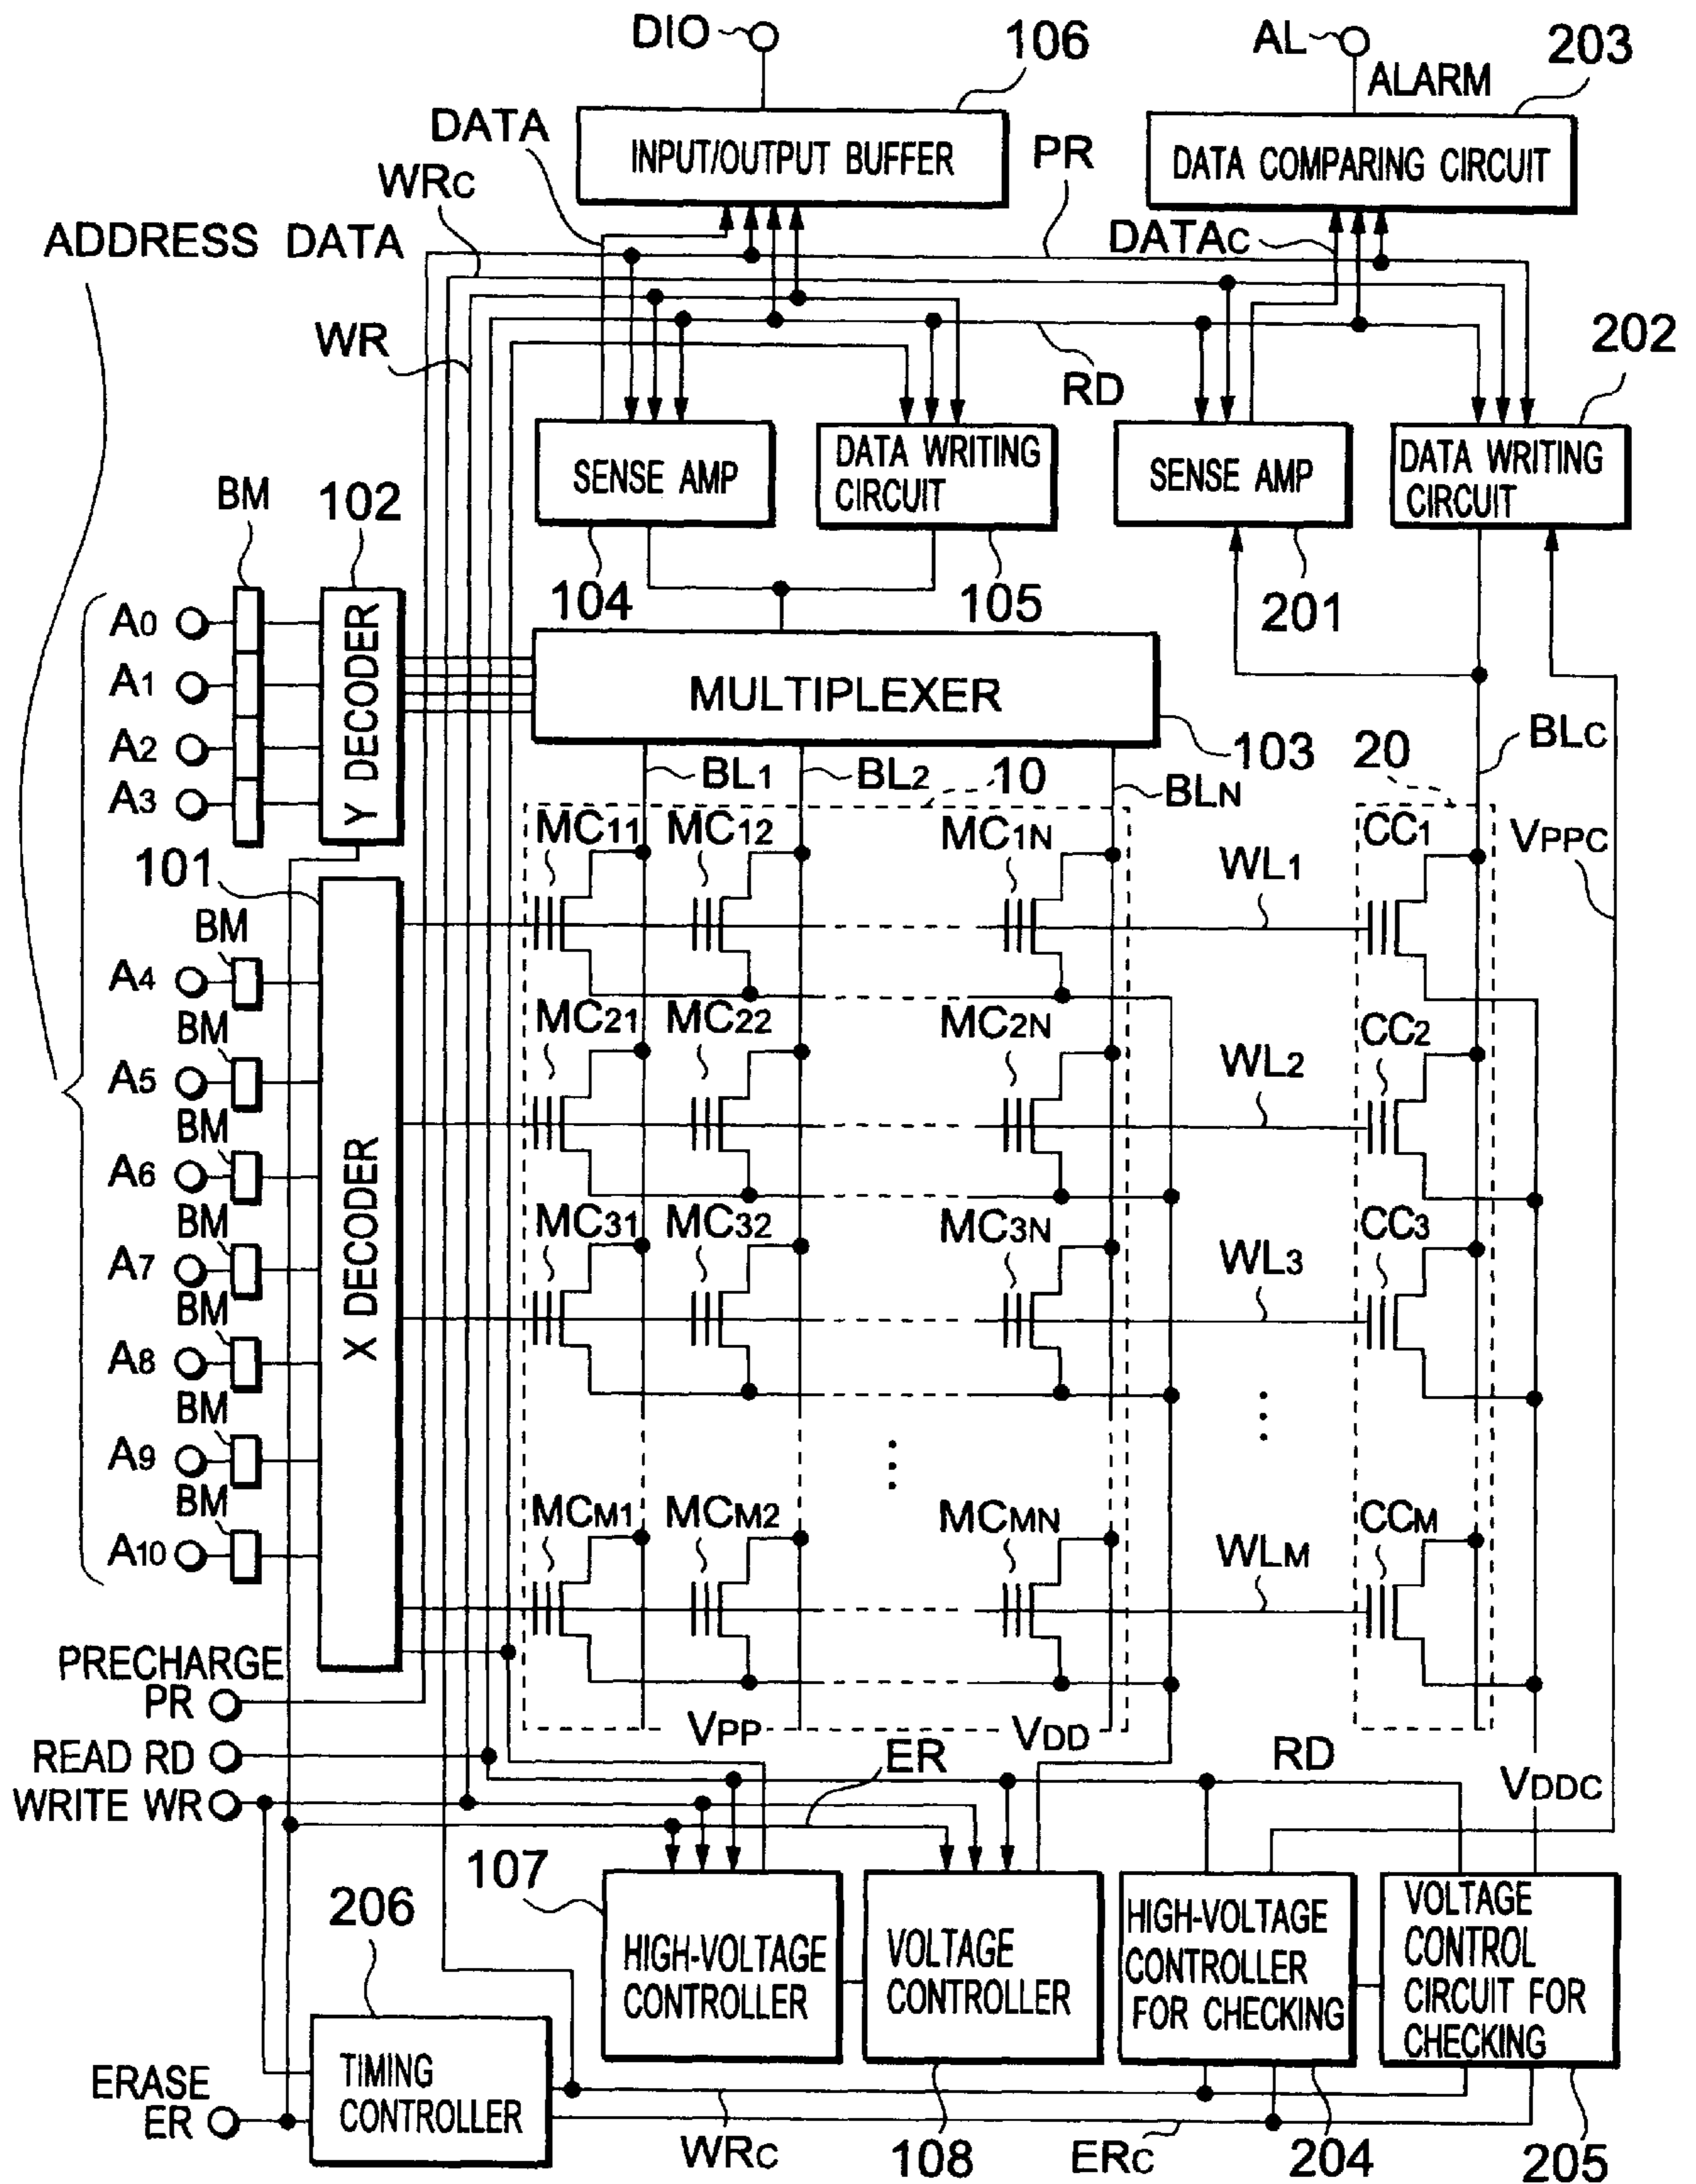 DIO
106
AL
ALARM
203
DATA
INPUT/OUTPUT BUFFER
PR
DATA COMPARING CIRCUIT
WRC
ADDRESS DATA
DATAC
WR
RD
202
SENSE AMP
DATA WRITING
CIRCUIT
SENSE AMP
DATA WRITING
CIRCUIT
BM
102
104
105
201
A0
A1
A2
A3
Y DECODER
MULTIPLEXER
103
BL1
BL2
10
BLN
20
BLC
VPPC
101
MC11
MC12
MC1N
WL1
CC1
BM
A4
BM
MC21
MC22
MC2N
WL2
CC2
A5
BM
A6
BM
X DECODER
MC31
MC32
MC3N
WL3
CC3
A7
BM
A8
BM
A9
BM
MCM1
MCM2
MCMN
WLM
CCM
A10
PRECHARGE
PR
VPP
VDD
READ RD
ER
RD
WRITE WR
VDDC
107
206
HIGH-VOLTAGE
CONTROLLER
VOLTAGE
CONTROLLER
HIGH-VOLTAGE
CONTROLLER
FOR CHECKING
VOLTAGE
CONTROL
CIRCUIT FOR
CHECKING
TIMING
CONTROLLER
ERASE
ER
WRC
108
ERC
204
205